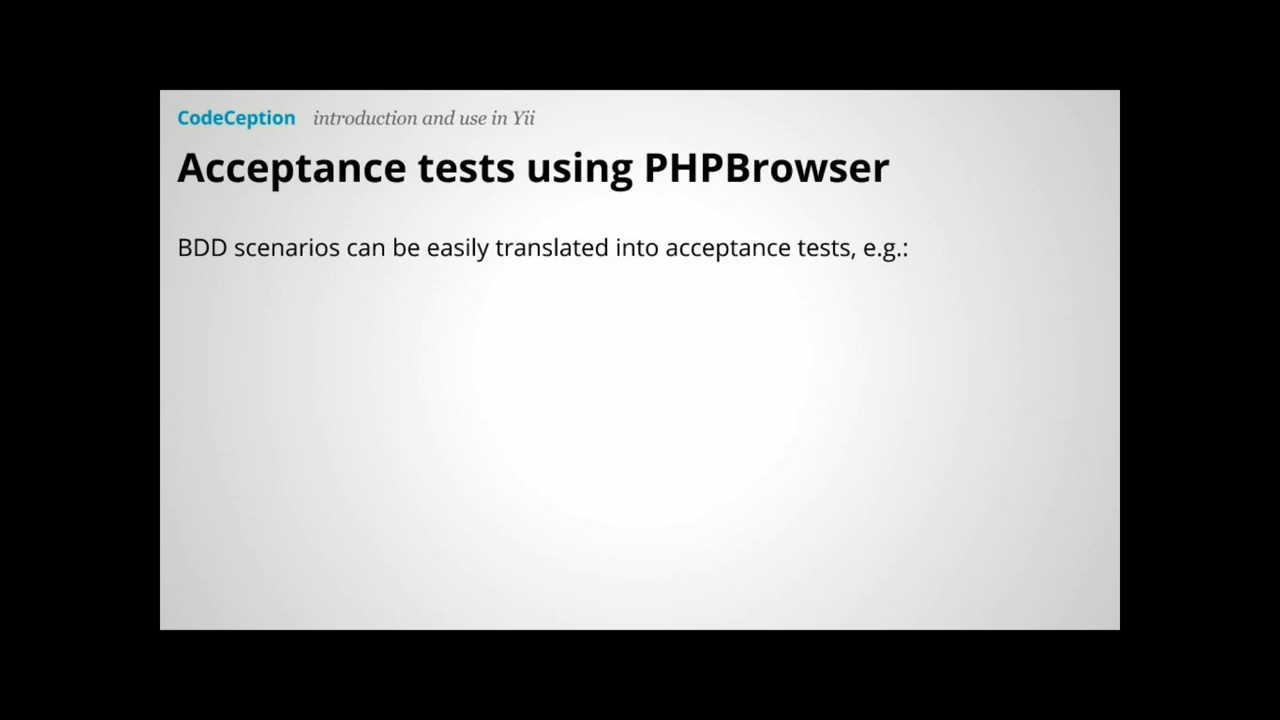 CodeCeption introduction and use in Yii
Acceptance tests using PHPBrowser
BDD scenarios can be easily translated into acceptance tests, e.g.: